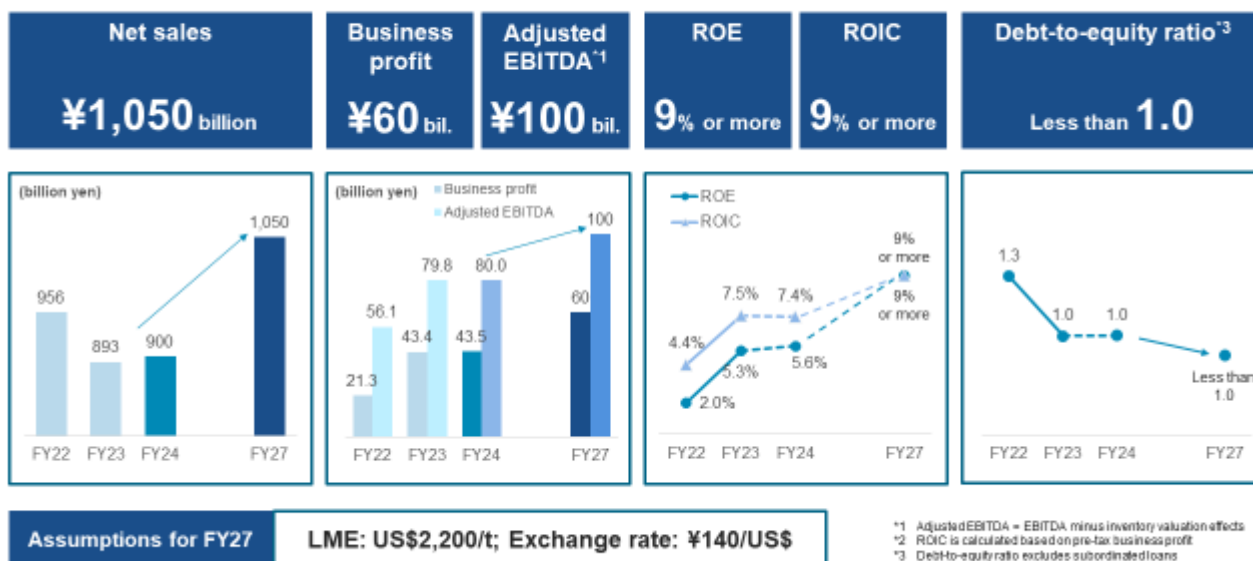 Net sales
¥1,050 billion
Business
profit
¥60 bil.
Adjusted
EBITDA*1
¥100 bil.
ROE
9% or more
ROIC
9% or more
Debt-to-equity ratio*3
Less than 1.0
(billion yen)
1,050
956
893
900
FY22
FY23
FY24
FY27
(billion yen)
Business profit
Adjusted EBITDA
100
79.8
80.0
56.1
60
43.4
43.5
21.3
FY22
FY23
FY24
FY27
ROE
ROIC
9%
or more
7.5%
7.4%
9%
or more
4.4%
5.3%
5.6%
2.0%
FY22
FY23
FY24
FY27
1.3
1.0
1.0
Less than
1.0
FY22
FY23
FY24
FY27
Assumptions for FY27
LME: US$2,200/t; Exchange rate: ¥140/US$
*1 Adjusted EBITDA = EBITDA minus inventory valuation effects
*2 ROIC is calculated based on pre-tax business profit
*3 Debt-to-equity ratio excludes subordinated loans